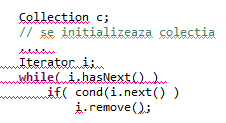 Collection c;
// se initializeaza colectia
....
Iterator i;
while( i.hasNext() )
if( cond(i.next() )
i.remove();